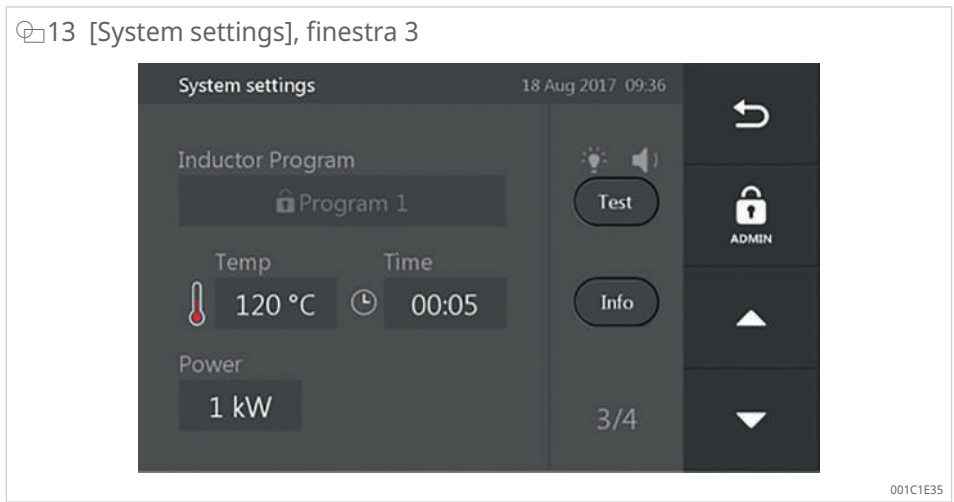 13 [System settings], finestra 3
System settings
18 Aug 2017 09:36
Inductor Program
Program 1
Temp
Time
120 °C
00:05
Power
1 kW
Test
Info
3/4
ADMIN
001C1E35